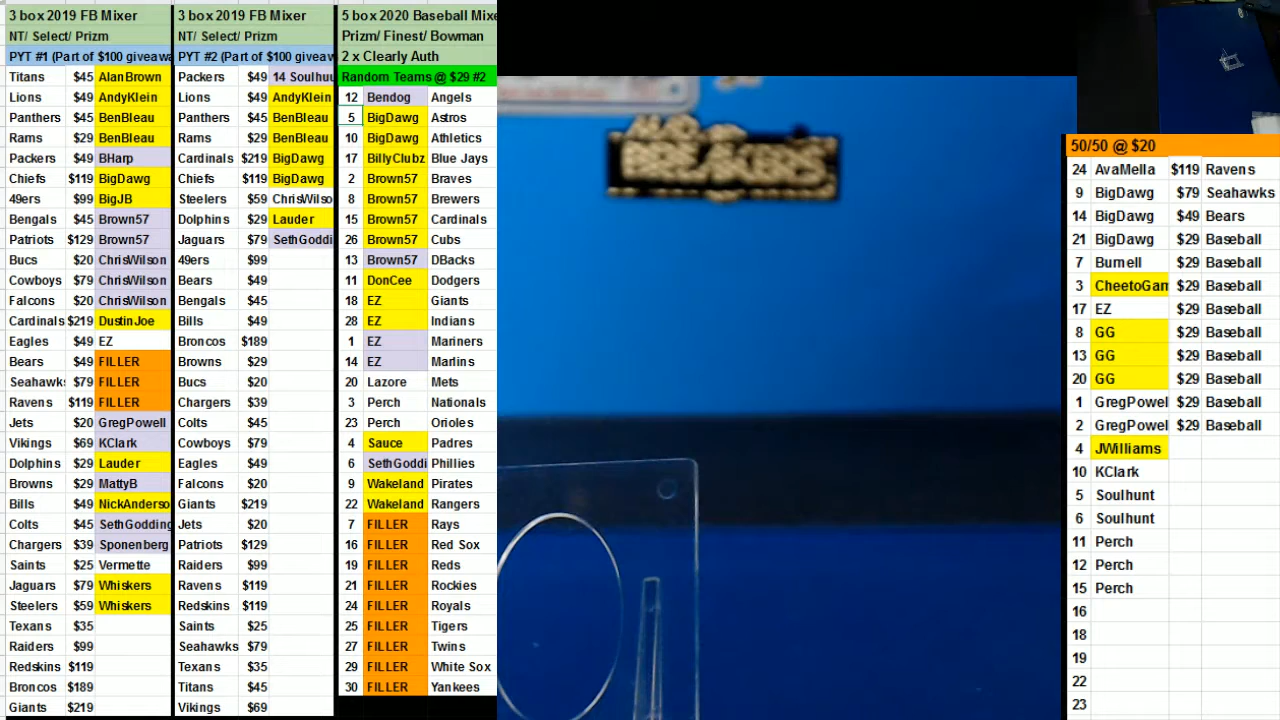 3 box 2019 FB Mixer
NT/ Select/ Prizm
PYT #1 (Part of $100 giveawa
Titans $45 AlanBrown
Lions $49 AndyKlein
Panthers $45 BenBleau
Rams $29 BenBleau
Packers $49 BHarp
Chiefs $119 BigDawg
49ers $99 BigJB
Bengals $45 Brown57
Patriots $129 Brown57
Bucs $20 ChrisWilson
Cowboys $79 ChrisWilson
Falcons $20 ChrisWilson
Cardinals $219 DustinJoe
Eagles $49 EZ
Bears $49 FILLER
Seahawks $79 FILLER
Ravens $119 FILLER
Jets $20 GregPowell
Vikings $69 KClark
Dolphins $29 Lauder
Browns $29 MattyB
Bills $49 NickAnderso
Colts $45 SethGodding
Chargers $39 Sponenberg
Saints $25 Vermette
Jaguars $79 Whiskers
Steelers $59 Whiskers
Texans $35
Raiders $99
Redskins $119
Broncos $189
Giants $219
3 box 2019 FB Mixer
NT/ Select/ Prizm
PYT #2 (Part of $100 giveaw
Packers $49 14 Soulhu
Lions $49 AndyKlein
Panthers $45 BenBleau
Rams $29 BenBleau
Cardinals $219 BigDawg
Chiefs $119 BigDawg
Steelers $59 ChrisWilso
Dolphins $29 Lauder
Jaguars $79 SethGoddi
49ers $99
Bears $49
Bengals $45
Bills $49
Broncos $189
Browns $29
Bucs $20
Chargers $39
Colts $45
Cowboys $79
Eagles $49
Falcons $20
Giants $219
Jets $20
Patriots $129
Raiders $99
Ravens $119
Redskins $119
Saints $25
Seahawks $79
Texans $35
Titans $45
Vikings $69
5 box 2020 Baseball Mixe
Prizm/ Finest/ Bowman
2 x Clearly Auth
Random Teams @ $29 #2
12 Bendog Angels
5 BigDawg Astros
10 BigDawg Athletics
17 BillyClubz Blue Jays
2 Brown57 Braves
8 Brown57 Brewers
15 Brown57 Cardinals
26 Brown57 Cubs
13 Brown57 DBacks
11 DonCee Dodgers
18 EZ Giants
28 EZ Indians
1 EZ Mariners
14 EZ Marlins
20 Lazore Mets
3 Perch Nationals
23 Perch Orioles
4 Sauce Padres
6 SethGoddi Phillies
9 Wakeland Pirates
22 Wakeland Rangers
7 FILLER Rays
16 FILLER Red Sox
19 FILLER Reds
21 FILLER Rockies
24 FILLER Royals
25 FILLER Tigers
27 FILLER Twins
29 FILLER White Sox
30 FILLER Yankees
BREAKERS
50/50 @ $20
24 AvaMella $119 Ravens
9 BigDawg $79 Seahawks
14 BigDawg $49 Bears
21 BigDawg $29 Baseball
7 Burnell $29 Baseball
3 CheetoGam $29 Baseball
17 EZ $29 Baseball
8 GG $29 Baseball
13 GG $29 Baseball
20 GG $29 Baseball
1 GregPowel $29 Baseball
2 GregPowel $29 Baseball
4 JWilliams
10 KClark
5 Soulhunt
6 Soulhunt
11 Perch
12 Perch
15 Perch
16
18
19
22
23